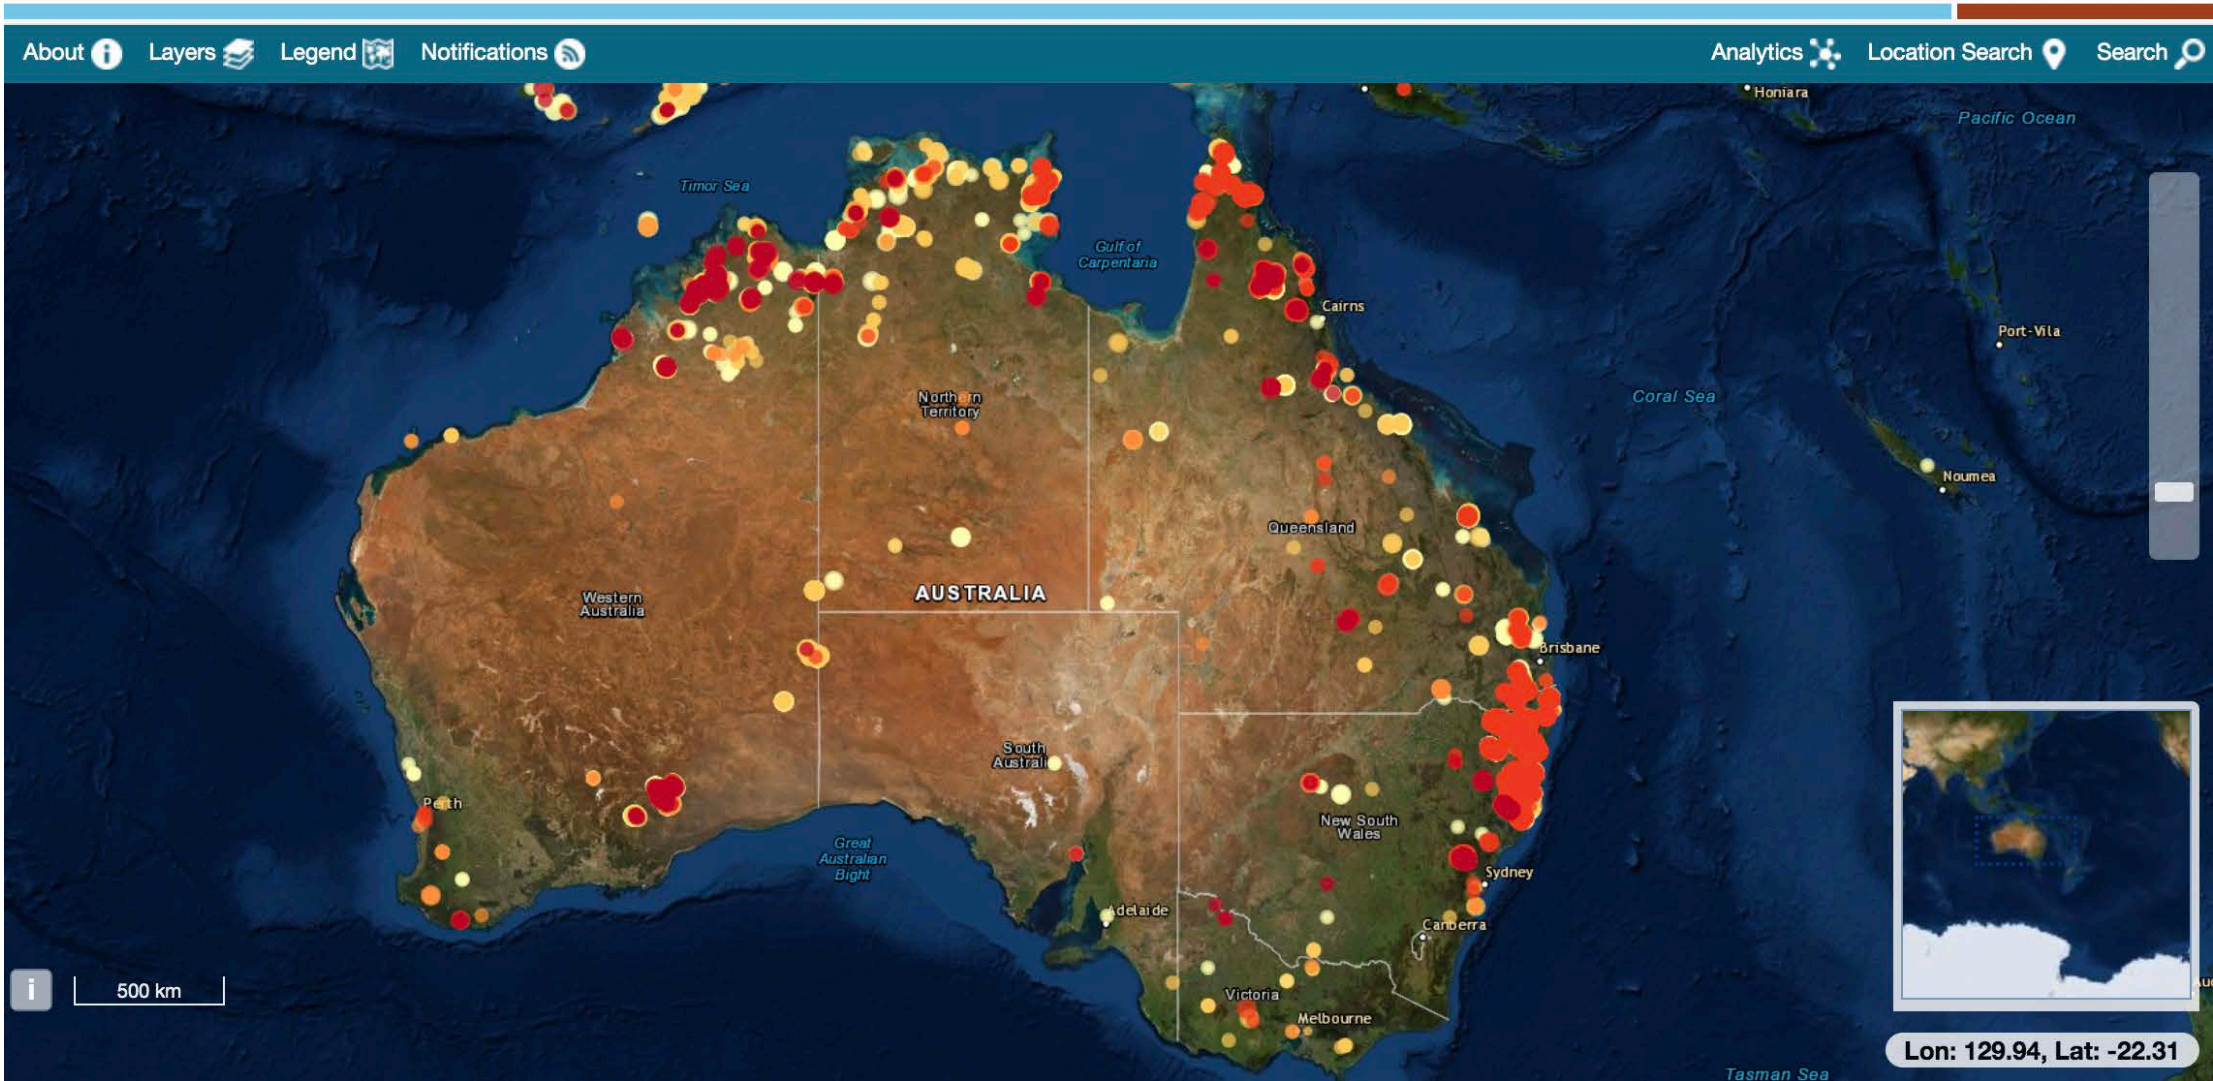 About
Layers
Legend
Notifications
Analytics
Location Search
Search
Honiara
Pacific Ocean
Timor Sea
Gulf of
Carpentaria
Cairns
Port-Vila
Northern
Territory
Coral Sea
Noumea
Queensland
AUSTRALIA
Western
Australia
Brisbane
South
Australi
Perth
New South
Wales
Great
Australian
Bight
Sydney
Adelaide
Canberra
i
500 km
Victoria
Melbourne
Lon: 129.94, Lat: -22.31
Tasman Sea